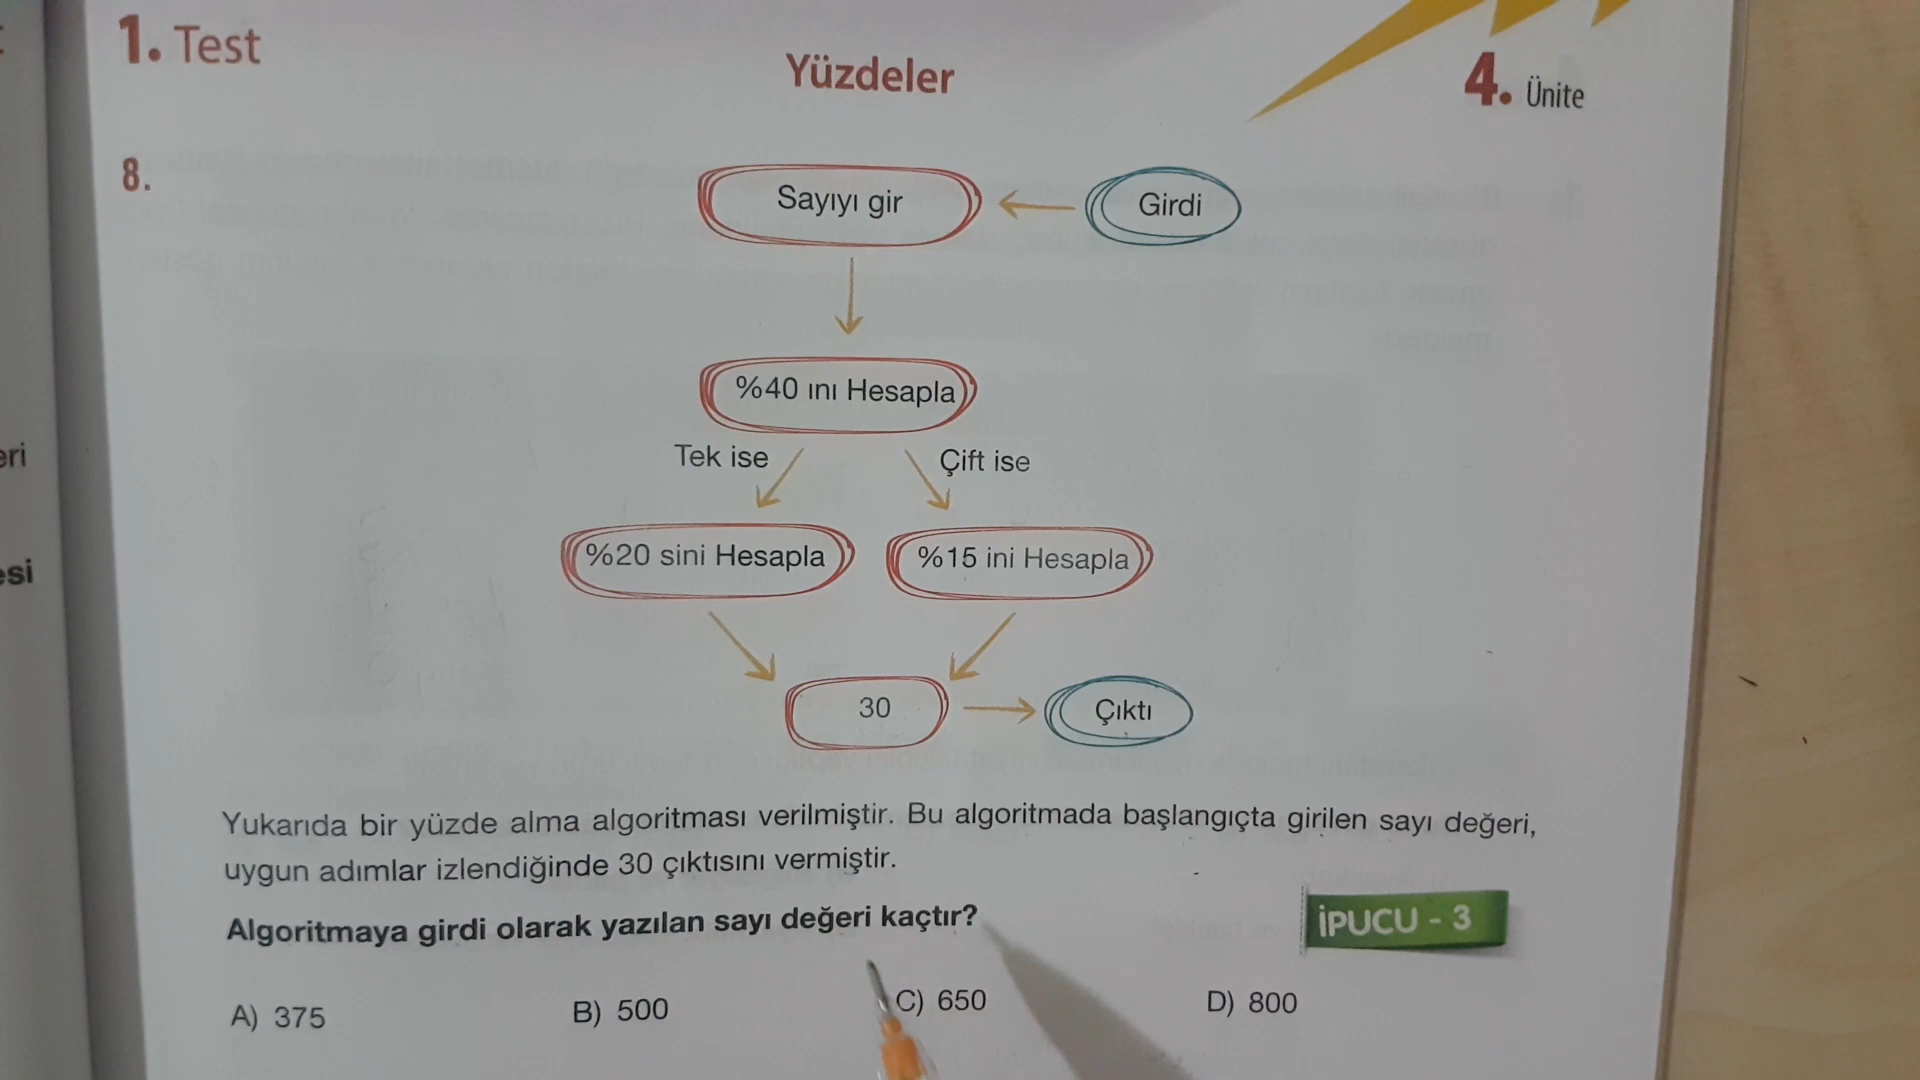 1. Test
Yüzdeler
4. Ünite
8.
Sayıyı gir
Girdi
%40 ını Hesapla
Tek ise
Çift ise
%20 sini Hesapla
%15 ini Hesapla
30
Çıktı
Yukarıda bir yüzde alma algoritması verilmiştir. Bu algoritmada başlangıçta girilen sayı değeri,
uygun adımlar izlendiğinde 30 çıktısını vermiştir.
Algoritmaya girdi olarak yazılan sayı değeri kaçtır?
İPUCU - 3
A) 375
B) 500
C) 650
D) 800